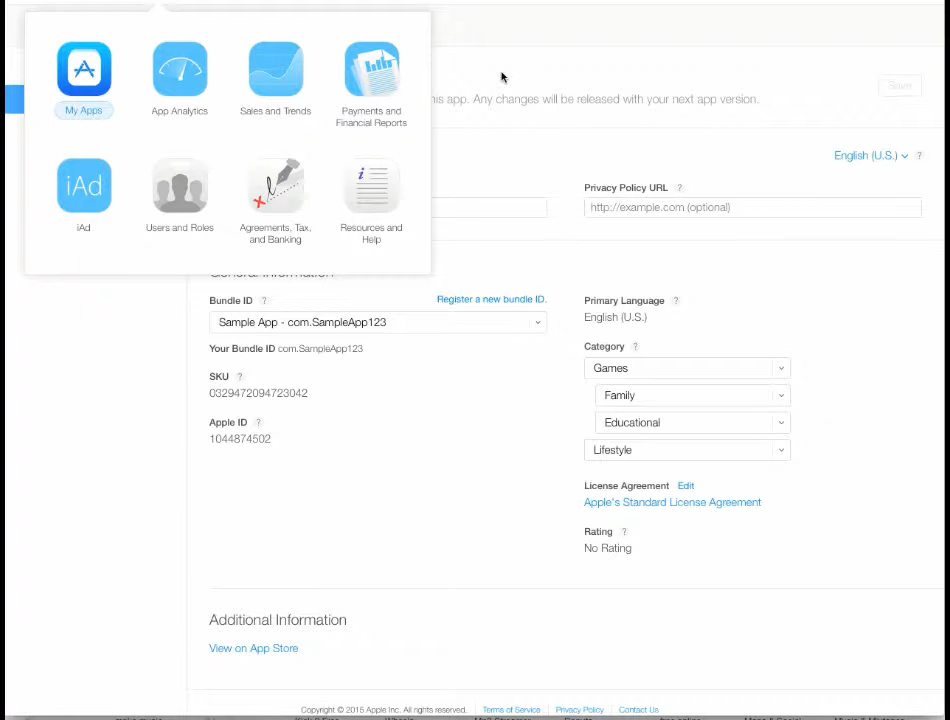 My Apps
App Analytics
Sales and Trends
Payments and
Financial Reports
iAd
iAd
Users and Roles
Agreements, Tax,
and Banking
Resources and
Help
this app. Any changes will be released with your next app version.
Save
English (U.S.)
?
Privacy Policy URL ?
http://example.com (optional)
General Information
Bundle ID ?
Register a new bundle ID.
Sample App - com.SampleApp123
Your Bundle ID com.SampleApp123
SKU ?
0329472094723042
Apple ID ?
1044874502
Primary Language ?
English (U.S.)
Category ?
Games
Family
Educational
Lifestyle
License Agreement Edit
Apple's Standard License Agreement
Rating ?
No Rating
Additional Information
View on App Store
Copyright © 2015 Apple Inc. All rights reserved. Terms of Service Privacy Policy Contact Us